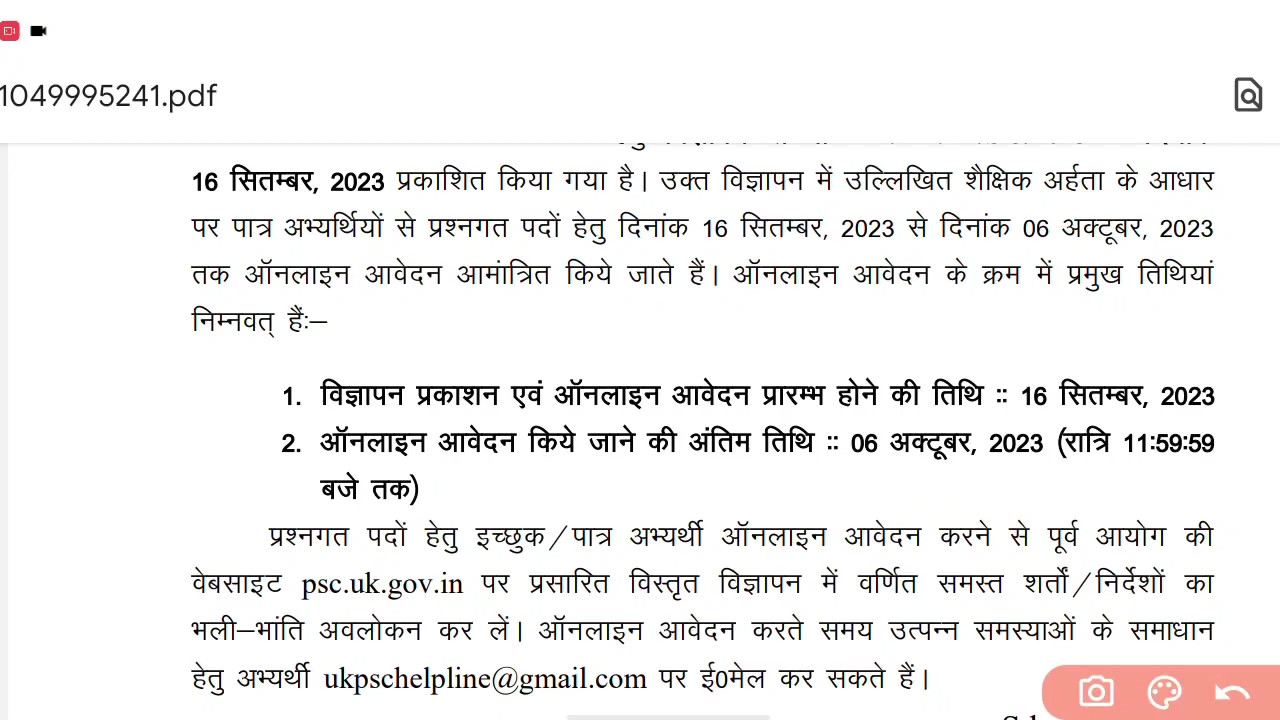 1049995241.pdf
16 सितम्बर, 2023 प्रकाशित किया गया है। उक्त विज्ञापन में उल्लिखित शैक्षिक अर्हता के आधार
पर पात्र अभ्यर्थियों से प्रश्नगत पदों हेतु दिनांक 16 सितम्बर, 2023 से दिनांक 06 अक्टूबर, 2023
तक ऑनलाइन आवेदन आमांत्रित किये जाते हैं। ऑनलाइन आवेदन के क्रम में प्रमुख तिथियां
निम्नवत् हैंः–
1. विज्ञापन प्रकाशन एवं ऑनलाइन आवेदन प्रारम्भ होने की तिथि :: 16 सितम्बर, 2023
2. ऑनलाइन आवेदन किये जाने की अंतिम तिथि :: 06 अक्टूबर, 2023 (रात्रि 11:59:59
बजे तक)
प्रश्नगत पदों हेतु इच्छुक/पात्र अभ्यर्थी ऑनलाइन आवेदन करने से पूर्व आयोग की
वेबसाइट psc.uk.gov.in पर प्रसारित विस्तृत विज्ञापन में वर्णित समस्त शर्तों/निर्देशों का
भली–भांति अवलोकन कर लें। ऑनलाइन आवेदन करते समय उत्पन्न समस्याओं के समाधान
हेतु अभ्यर्थी ukpschelpline@gmail.com पर ई0मेल कर सकते हैं।